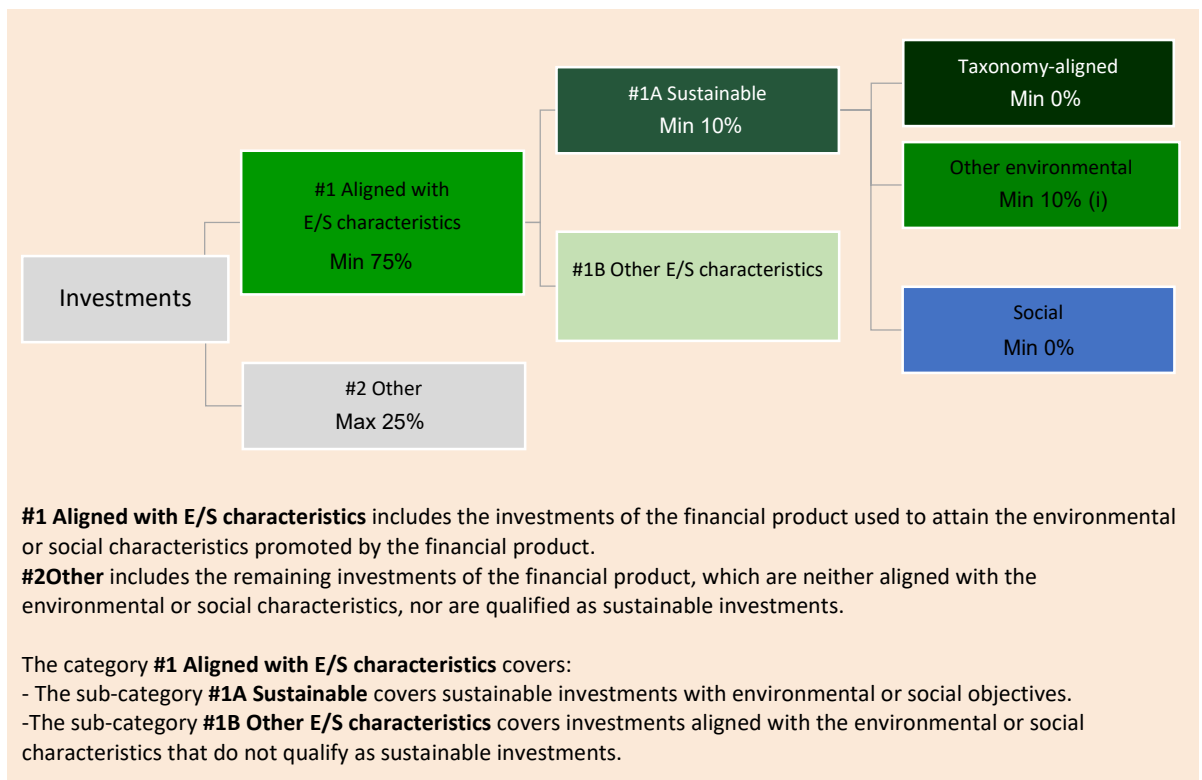 Investments
#1 Aligned with
E/S characteristics
Min 75%
#2 Other
Max 25%
#1A Sustainable
Min 10%
#1B Other E/S characteristics
Taxonomy-aligned
Min 0%
Other environmental
Min 10% (i)
Social
Min 0%
#1 Aligned with E/S characteristics includes the investments of the financial product used to attain the environmental
or social characteristics promoted by the financial product.
#2Other includes the remaining investments of the financial product, which are neither aligned with the
environmental or social characteristics, nor are qualified as sustainable investments.
The category #1 Aligned with E/S characteristics covers:
- The sub-category #1A Sustainable covers sustainable investments with environmental or social objectives.
-The sub-category #1B Other E/S characteristics covers investments aligned with the environmental or social
characteristics that do not qualify as sustainable investments.